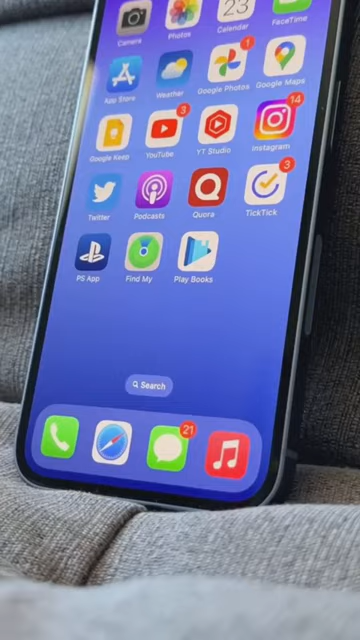 23
Camera
Photos
Calendar
FaceTime
1
App Store
Weather
Google Photos
Google Maps
3
14
Google Keep
YouTube
YT Studio
Instagram
3
Twitter
Podcasts
Quora
TickTick
PS App
Find My
Play Books
Search
21